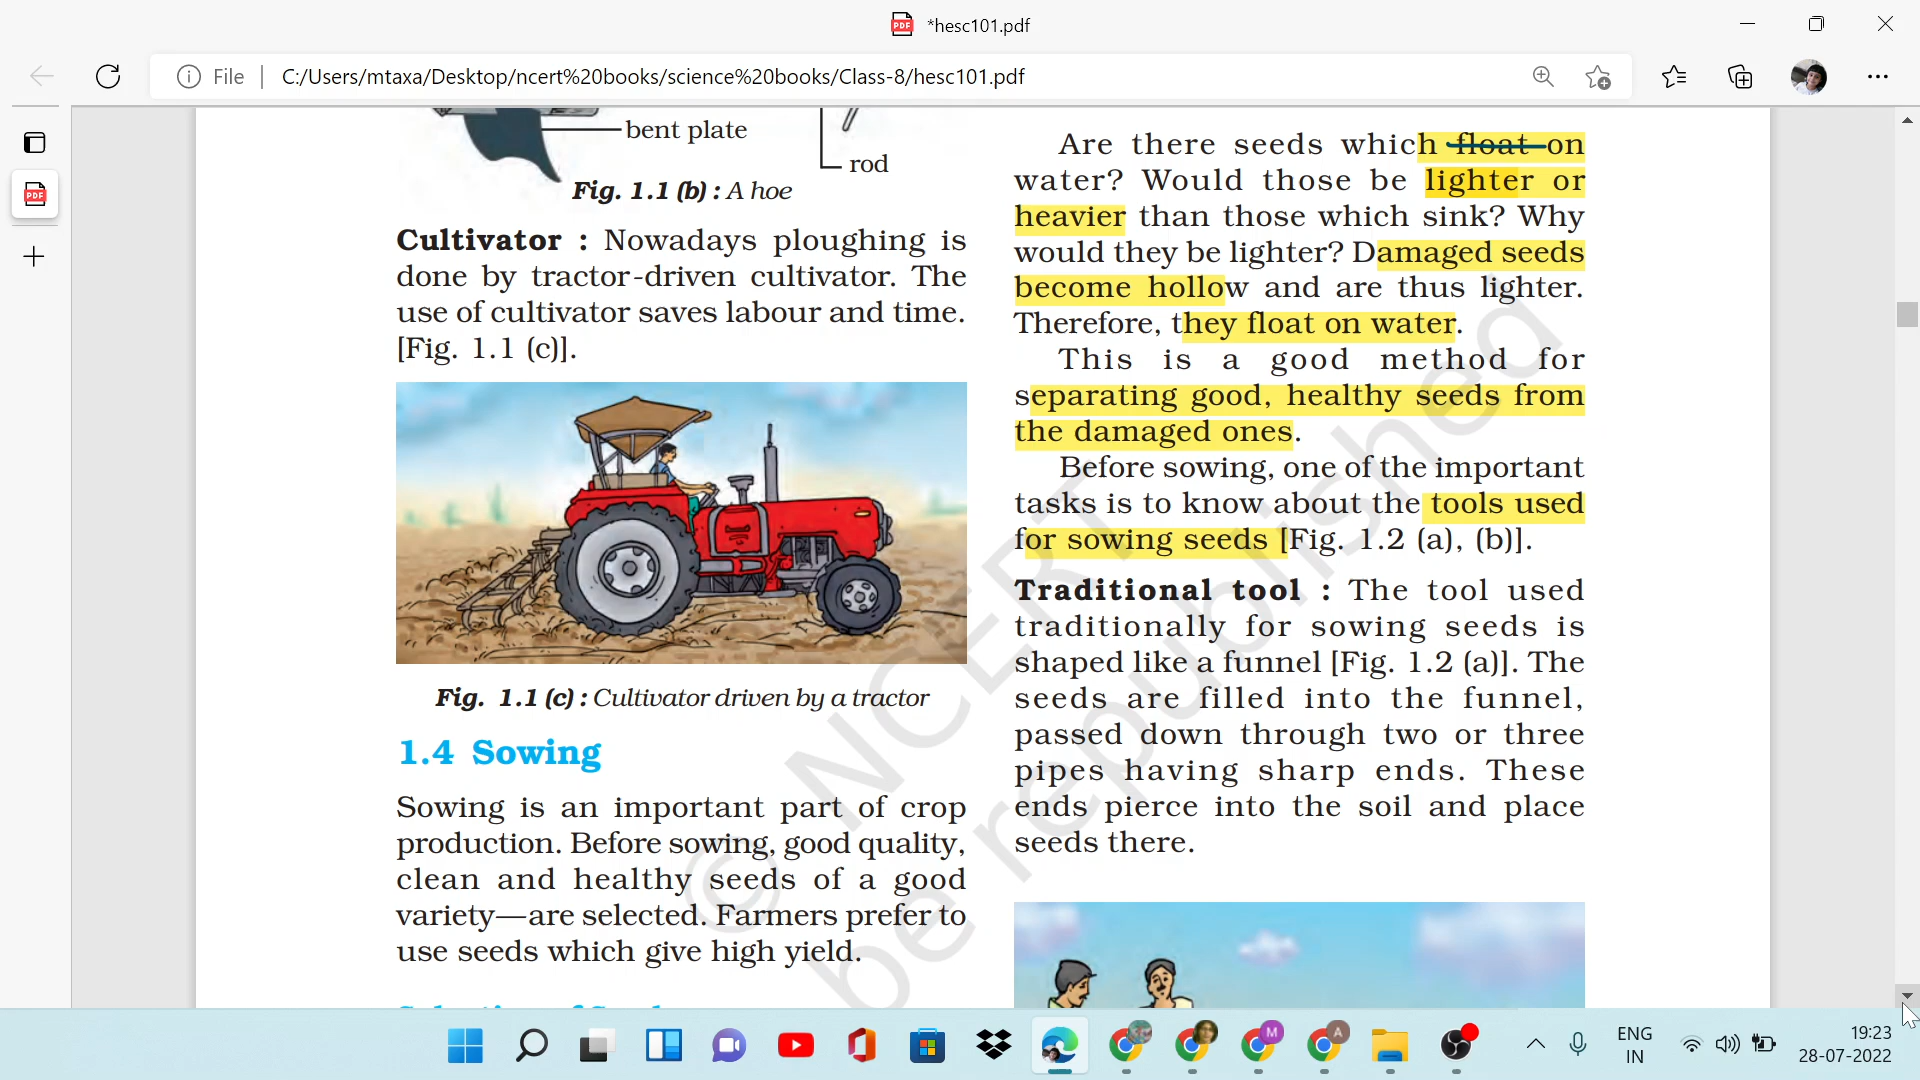 *hesc101.pdf
File
C:/Users/mtaxa/Desktop/ncert%20books/science%20books/Class-8/hesc101.pdf
bent plate
rod
Fig. 1.1 (b) : A hoe
Cultivator : Nowadays ploughing is
done by tractor-driven cultivator. The
use of cultivator saves labour and time.
[Fig. 1.1 (c)].
Fig. 1.1 (c) : Cultivator driven by a tractor
1.4 Sowing
Sowing is an important part of crop
production. Before sowing, good quality,
clean and healthy seeds of a good
variety—are selected. Farmers prefer to
use seeds which give high yield.
Are there seeds which float on
water? Would those be lighter or
heavier than those which sink? Why
would they be lighter? Damaged seeds
become hollow and are thus lighter.
Therefore, they float on water.
This is a good method for
separating good, healthy seeds from
the damaged ones.
Before sowing, one of the important
tasks is to know about the tools used
for sowing seeds [Fig. 1.2 (a), (b)].
Traditional tool : The tool used
traditionally for sowing seeds is
shaped like a funnel [Fig. 1.2 (a)]. The
seeds are filled into the funnel,
passed down through two or three
pipes having sharp ends. These
ends pierce into the soil and place
seeds there.
© NCERT
be republished
ENG
IN
19:23
28-07-2022